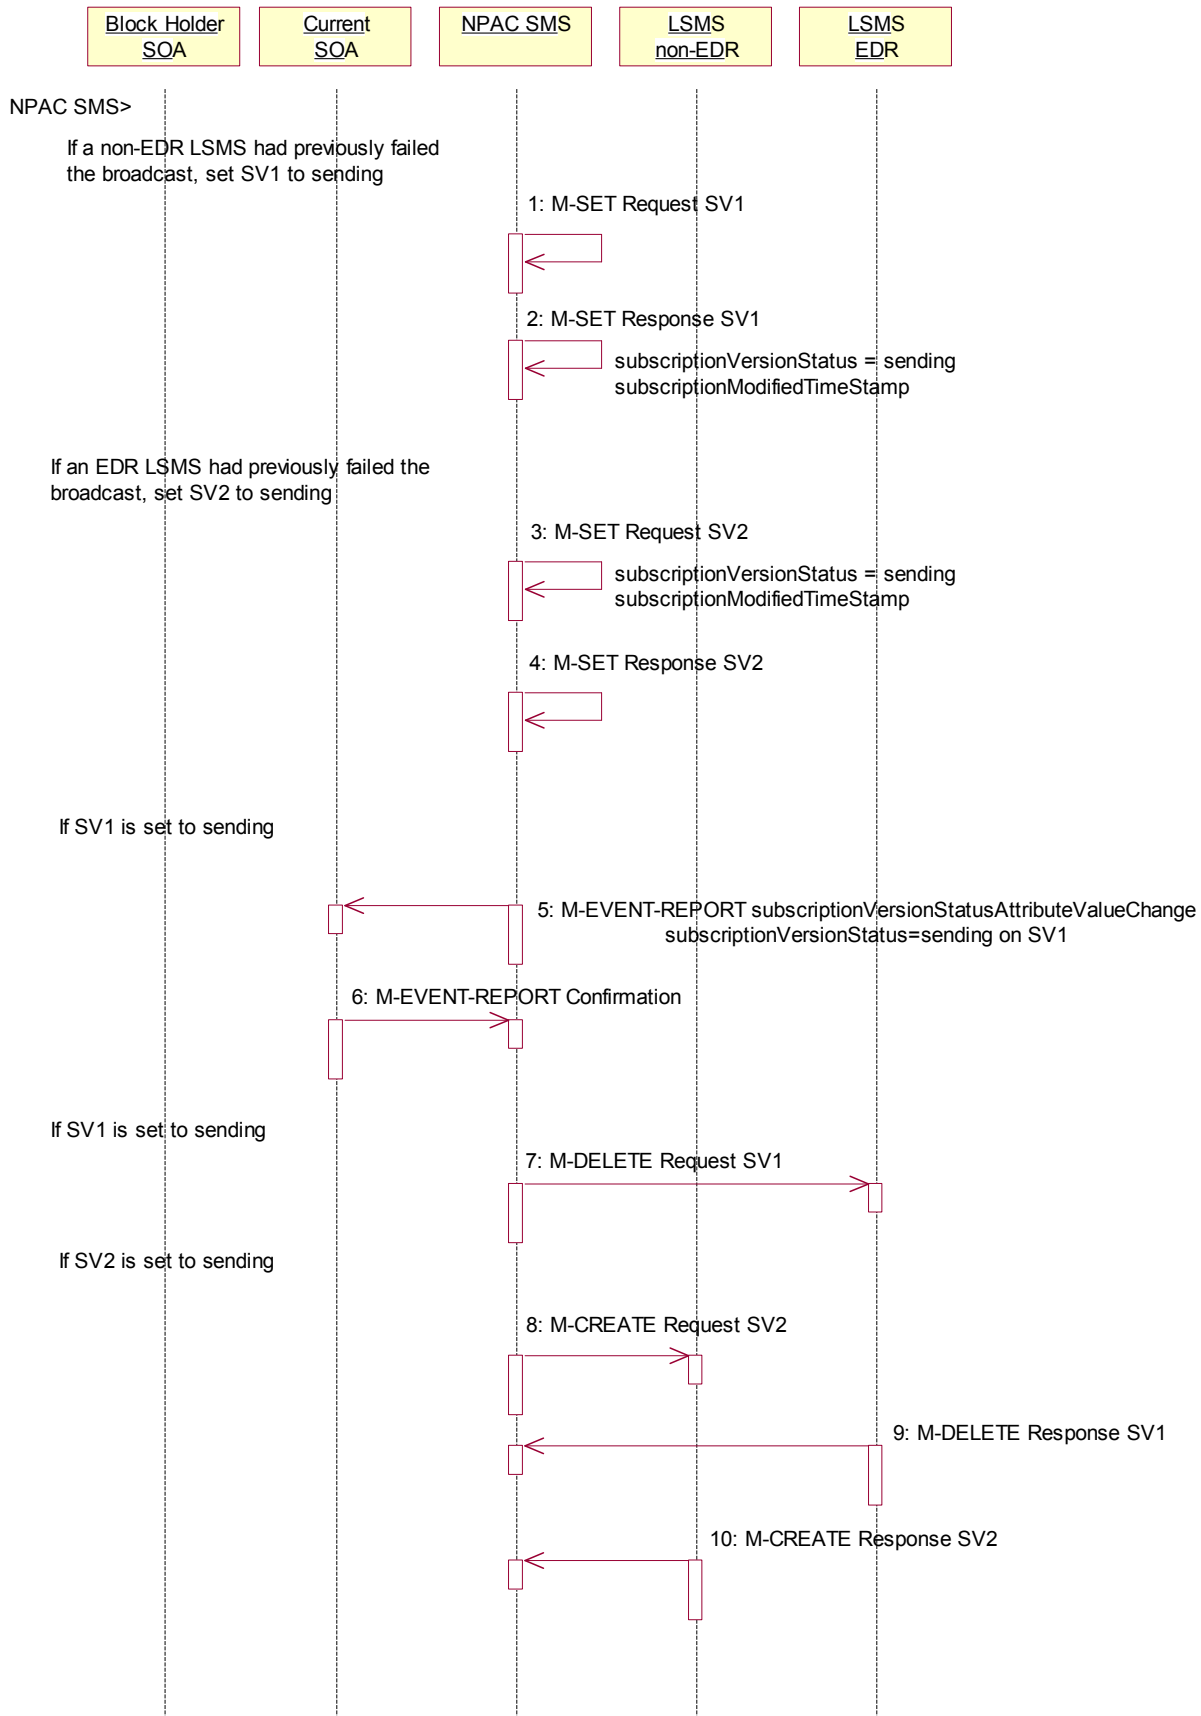 Block Holder
SOA
Current
SOA
NPAC SMS
LSMS
non-EDR
LSMS
EDR
NPAC SMS>
If a non-EDR LSMS had previously failed
the broadcast, set SV1 to sending
1: M-SET Request SV1
2: M-SET Response SV1
subscriptionVersionStatus = sending
subscriptionModifiedTimeStamp
If an EDR LSMS had previously failed the
broadcast, set SV2 to sending
3: M-SET Request SV2
subscriptionVersionStatus = sending
subscriptionModifiedTimeStamp
4: M-SET Response SV2
If SV1 is set to sending
5: M-EVENT-REPORT subscriptionVersionStatusAttributeValueChange
subscriptionVersionStatus=sending on SV1
6: M-EVENT-REPORT Confirmation
If SV1 is set to sending
7: M-DELETE Request SV1
If SV2 is set to sending
8: M-CREATE Request SV2
9: M-DELETE Response SV1
10: M-CREATE Response SV2